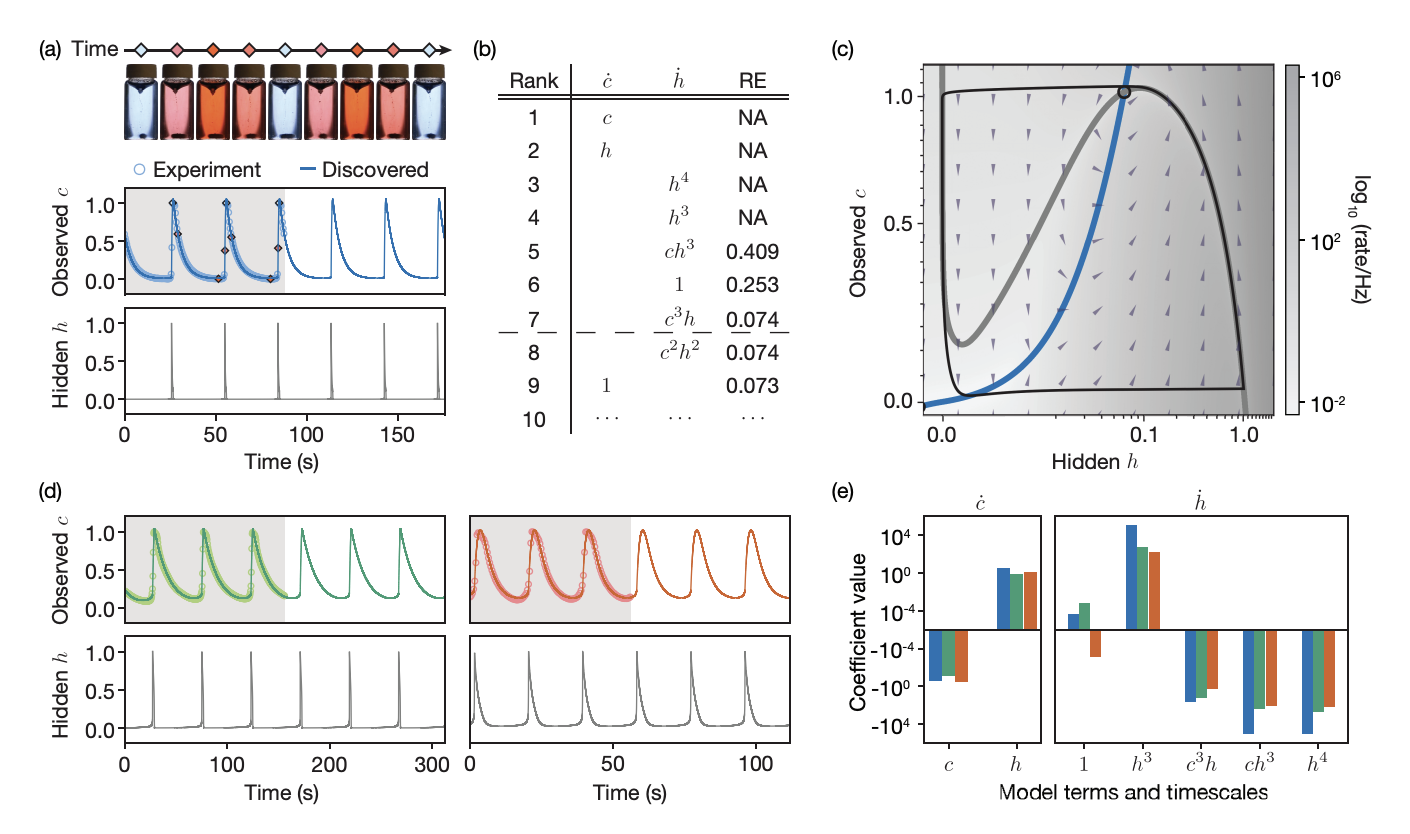 (a) Time
Experiment Discovered
Observed c
1.0
0.5
0.0
Hidden h
1.0
0.5
0.0
0 50 100 150
Time (s)
(b)
Rank ċ ḣ RE
1 c NA
2 h NA
3 h⁴ NA
4 h³ NA
5 ch³ 0.409
6 1 0.253
7 c³h 0.074
8 c²h² 0.074
9 1 0.073
10 ... ... ...
(c)
Observed c
1.0
0.5
0.0
0.0 0.1 1.0
Hidden h
10⁶
10²
10⁻²
log₁₀ (rate/Hz)
(d)
Observed c
1.0
0.5
0.0
Hidden h
1.0
0.5
0.0
0 100 200 300
Time (s)
0 50 100
Time (s)
(e)
ċ ḣ
Coefficient value
10⁴
10⁰
10⁻⁴
-10⁻⁴
-10⁰
-10⁴
c h 1 h³ c³h ch³ h⁴
Model terms and timescales